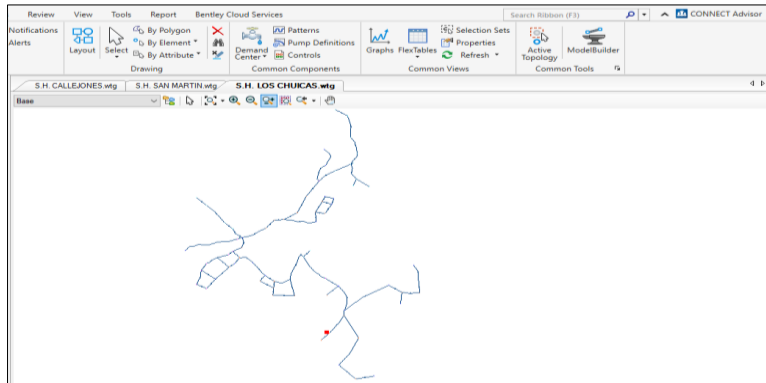 Review View Tools Report Bentley Cloud Services Search Ribbon (F3) CONNECT Advisor
Notifications
Alerts
Layout
Select
By Polygon
By Element
By Attribute
Drawing
Demand
Center
Patterns
Pump Definitions
Controls
Common Components
Graphs
FlexTables
Selection Sets
Properties
Refresh
Common Views
Active
Topology
ModelBuilder
Common Tools
S.H. CALLEJONES.wtg S.H. SAN MARTIN.wtg S.H. LOS CHUICAS.wtg
Base